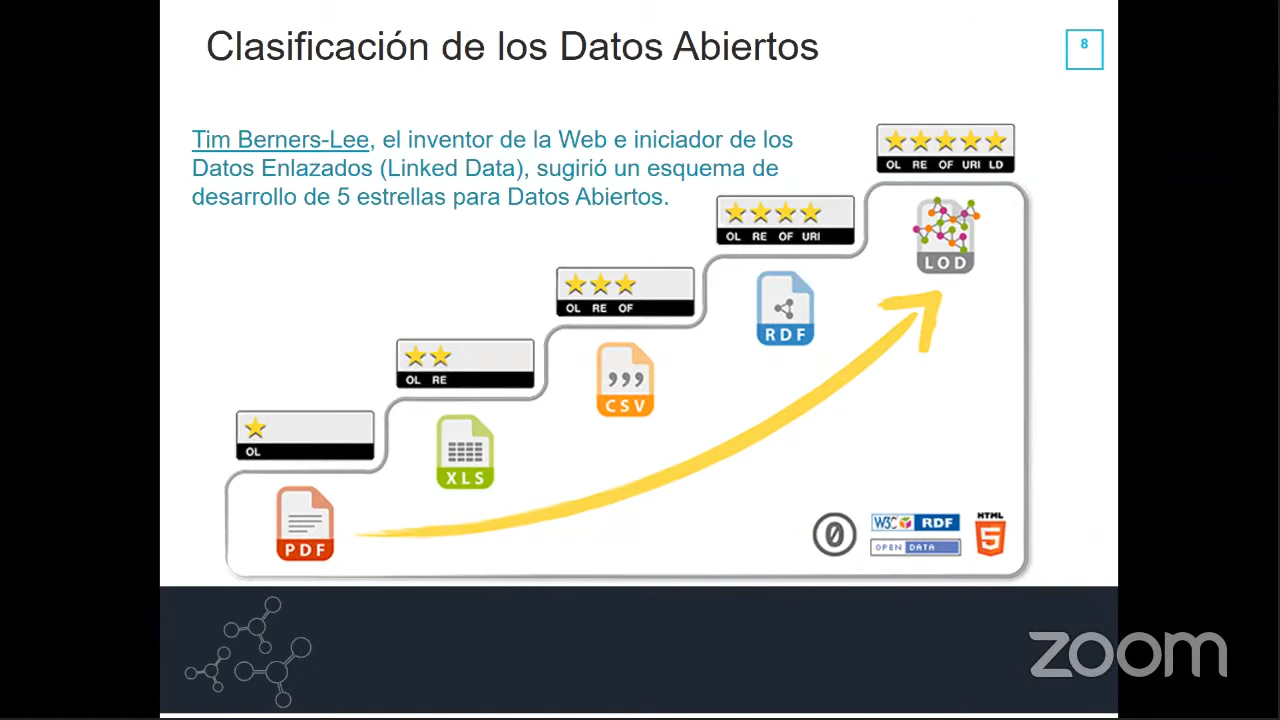 Clasificación de los Datos Abiertos
8
Tim Berners-Lee, el inventor de la Web e iniciador de los
Datos Enlazados (Linked Data), sugirió un esquema de
desarrollo de 5 estrellas para Datos Abiertos.
OL RE OF URI LD
LOD
OL RE OF URI
RDF
OL RE OF
CSV
OL RE
XLS
OL
PDF
0
W3C RDF
OPEN DATA
HTML
5
zoom